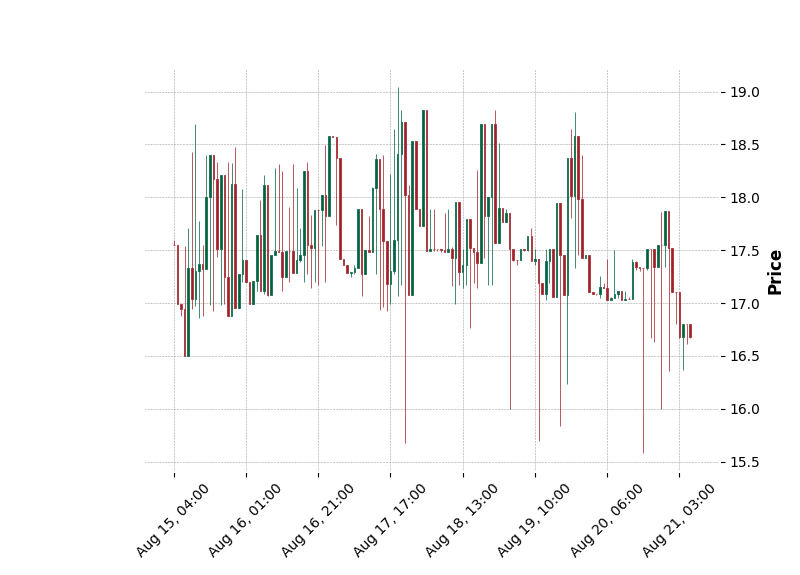 19.0
18.5
18.0
17.5
17.0
16.5
16.0
15.5
Price
Aug 15, 04:00
Aug 16, 01:00
Aug 16, 21:00
Aug 17, 17:00
Aug 18, 13:00
Aug 19, 10:00
Aug 20, 06:00
Aug 21, 03:00